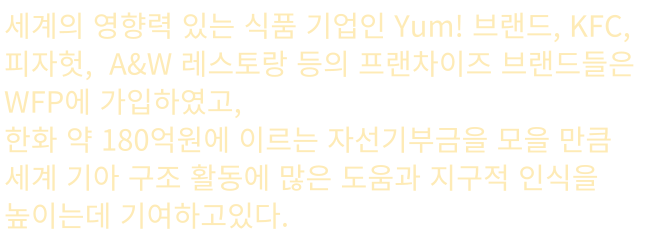 세계의 영향력 있는 식품 기업인 Yum! 브랜드, KFC,
피자헛,  A&W 레스토랑 등의 프랜차이즈 브랜드들은
WFP에 가입하였고,
한화 약 180억원에 이르는 자선기부금을 모을 만큼
세계 기아 구조 활동에 많은 도움과 지구적 인식을
높이는데 기여하고있다.